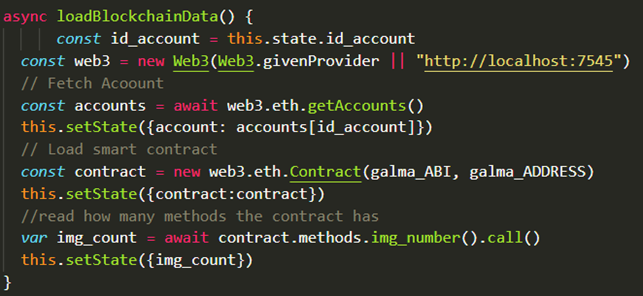 async loadBlockchainData() {
const id_account = this.state.id_account
const web3 = new Web3(Web3.givenProvider || "http://localhost:7545")
// Fetch Acoount
const accounts = await web3.eth.getAccounts()
this.setState({account: accounts[id_account]})
// Load smart contract
const contract = new web3.eth.Contract(galma_ABI, galma_ADDRESS)
this.setState({contract:contract})
//read how many methods the contract has
var img_count = await contract.methods.img_number().call()
this.setState({img_count})
}